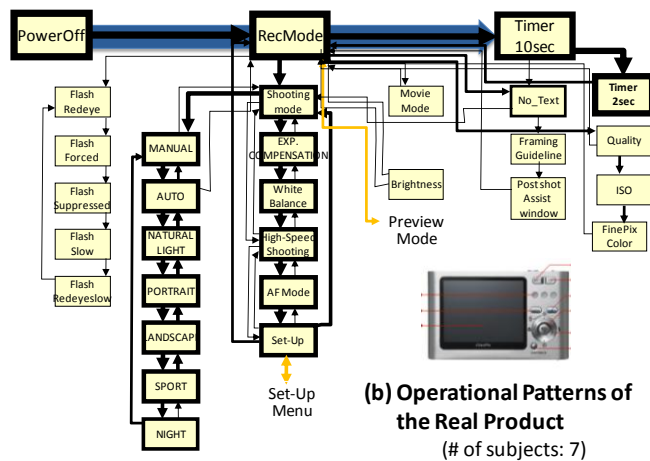 PowerOff
RecMode
Timer
10sec
Timer
2sec
Flash
Redeye
Flash
Forced
Flash
Suppressed
Flash
Slow
Flash
Redeyeslow
MANUAL
AUTO
NATURAL
LIGHT
PORTRAIT
LANDSCAP
SPORT
NIGHT
Shooting
mode
EXP.
COMPENSATION
White
Balance
High-Speed
Shooting
AF Mode
Set-Up
Set-Up
Menu
Movie
Mode
Brightness
Preview
Mode
No_Text
Framing
Guideline
Postshot
Assist
window
Quality
ISO
FinePix
Color
(b) Operational Patterns of
the Real Product
(# of subjects: 7)